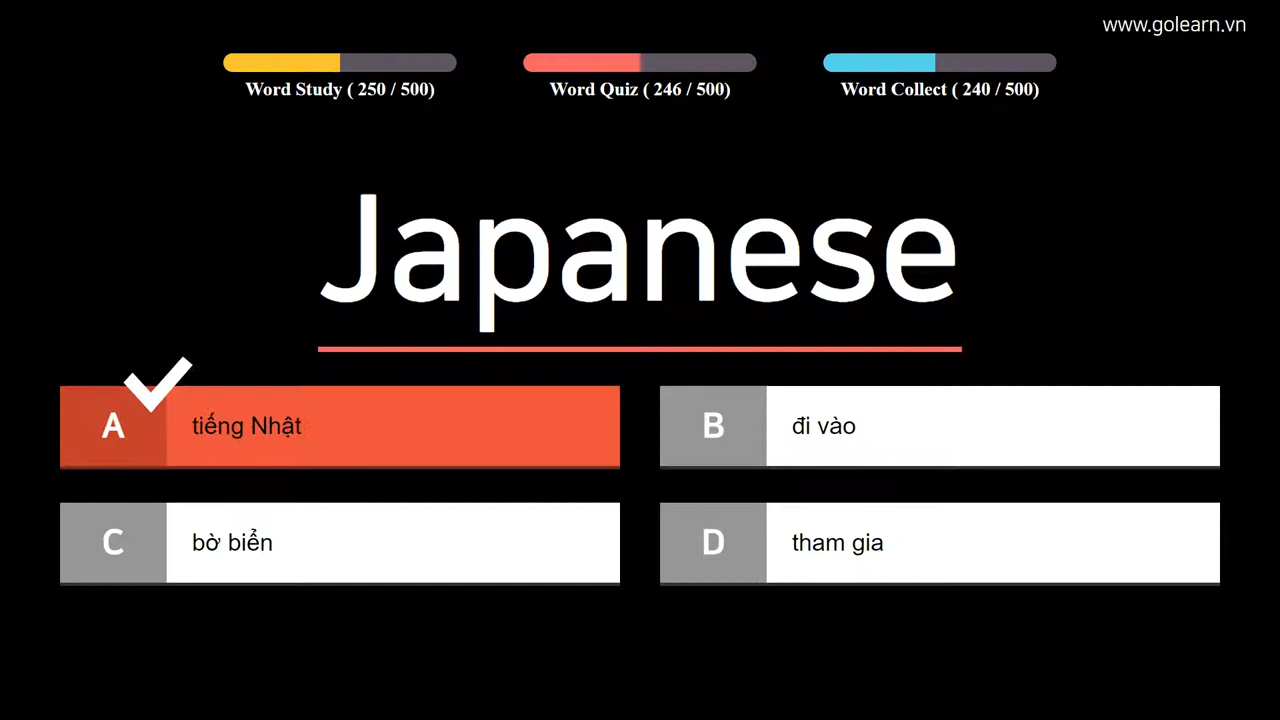 www.golearn.vn
Word Study ( 250 / 500)
Word Quiz ( 246 / 500)
Word Collect ( 240 / 500)
Japanese
A tiếng Nhật
B đi vào
C bờ biển
D tham gia